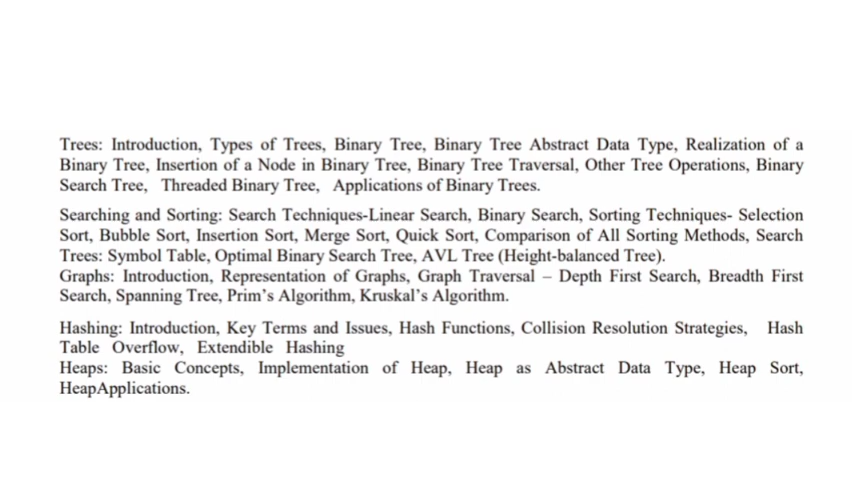 Trees: Introduction, Types of Trees, Binary Tree, Binary Tree Abstract Data Type, Realization of a
Binary Tree, Insertion of a Node in Binary Tree, Binary Tree Traversal, Other Tree Operations, Binary
Search Tree, Threaded Binary Tree, Applications of Binary Trees.
Searching and Sorting: Search Techniques-Linear Search, Binary Search, Sorting Techniques- Selection
Sort, Bubble Sort, Insertion Sort, Merge Sort, Quick Sort, Comparison of All Sorting Methods, Search
Trees: Symbol Table, Optimal Binary Search Tree, AVL Tree (Height-balanced Tree).
Graphs: Introduction, Representation of Graphs, Graph Traversal – Depth First Search, Breadth First
Search, Spanning Tree, Prim's Algorithm, Kruskal's Algorithm.
Hashing: Introduction, Key Terms and Issues, Hash Functions, Collision Resolution Strategies, Hash
Table Overflow, Extendible Hashing
Heaps: Basic Concepts, Implementation of Heap, Heap as Abstract Data Type, Heap Sort,
HeapApplications.